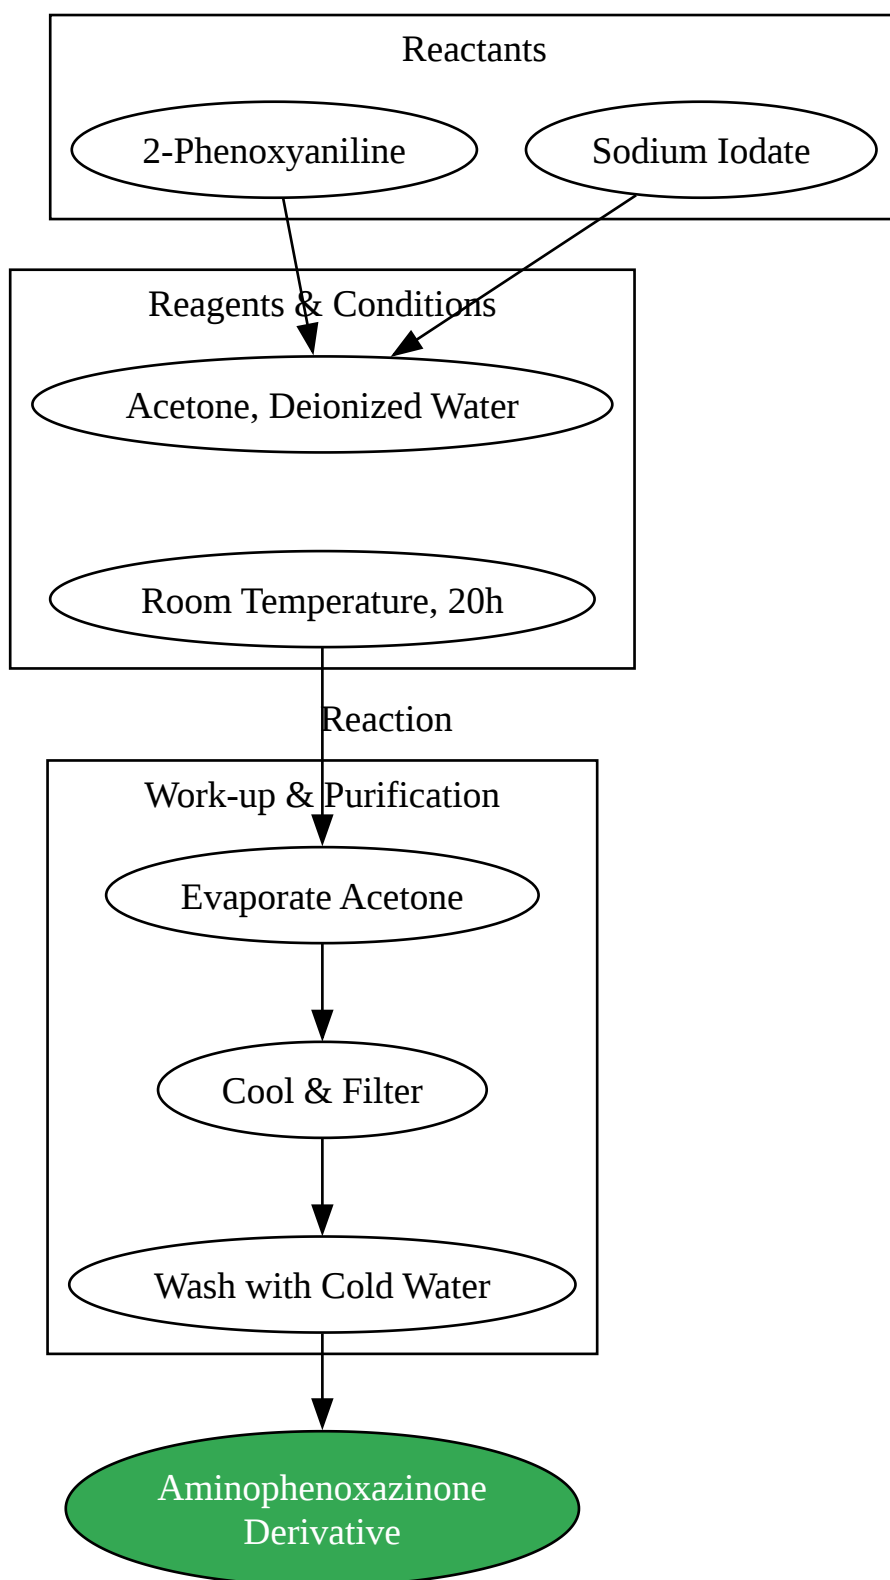 Reactants
2-Phenoxyaniline
Sodium Iodate
Reagents & Conditions
Acetone, Deionized Water
Room Temperature, 20h
Reaction
Work-up & Purification
Evaporate Acetone
Cool & Filter
Wash with Cold Water
Aminophenoxazinone
Derivative